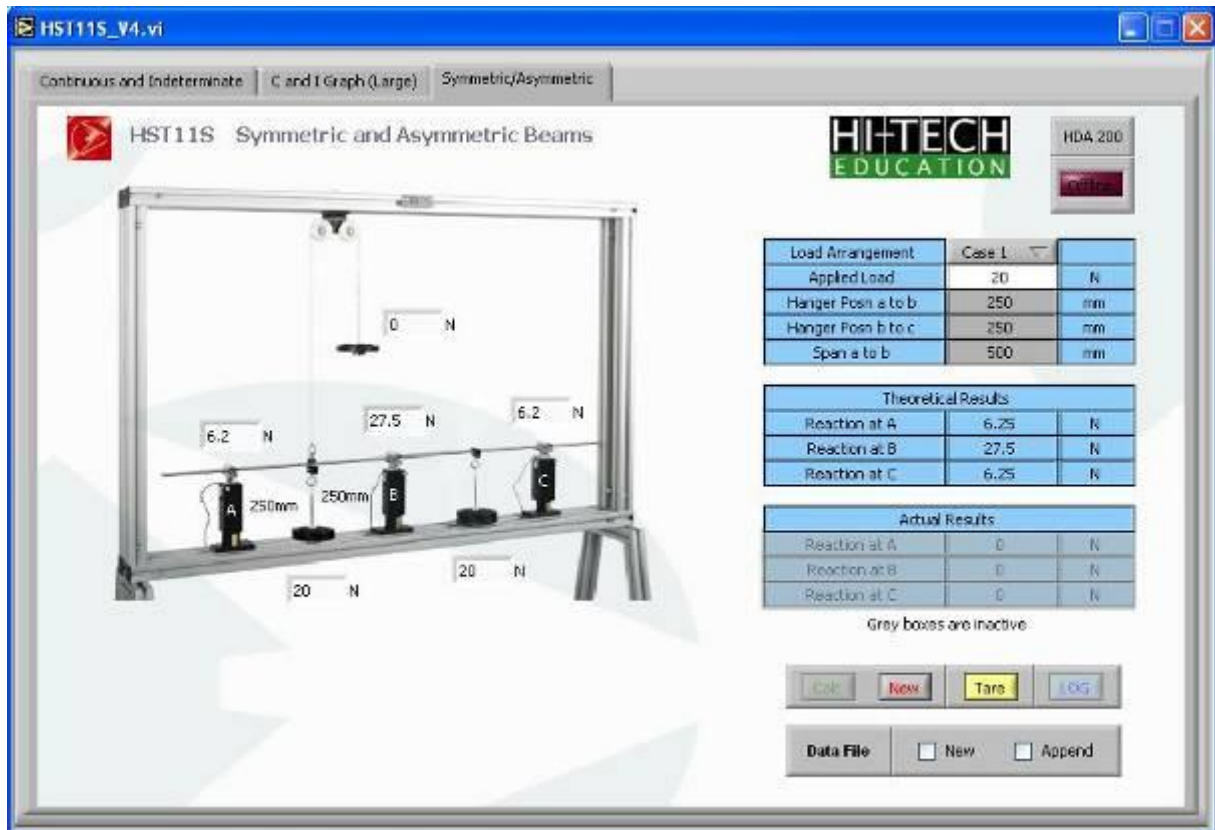 HST11S_V4.vi
Continuous and Indeterminate C and I Graph (Large) Symmetric/Asymmetric
HST11S Symmetric and Asymmetric Beams
HI-TECH
EDUCATION
HDA 200
Offline
Load Arrangement Case 1
Applied Load 20 N
Hanger Posn a to b 250 mm
Hanger Posn b to c 250 mm
Span a to b 500 mm
0 N
Theoretical Results
Reaction at A 6.25 N
Reaction at B 27.5 N
Reaction at C 6.25 N
6.2 N
27.5 N
6.2 N
A 250mm 250mm B C
20 N
20 N
Actual Results
Reaction at A 0 N
Reaction at B 0 N
Reaction at C 0 N
Grey boxes are inactive
Calc New Tare LOG
Data File New Append